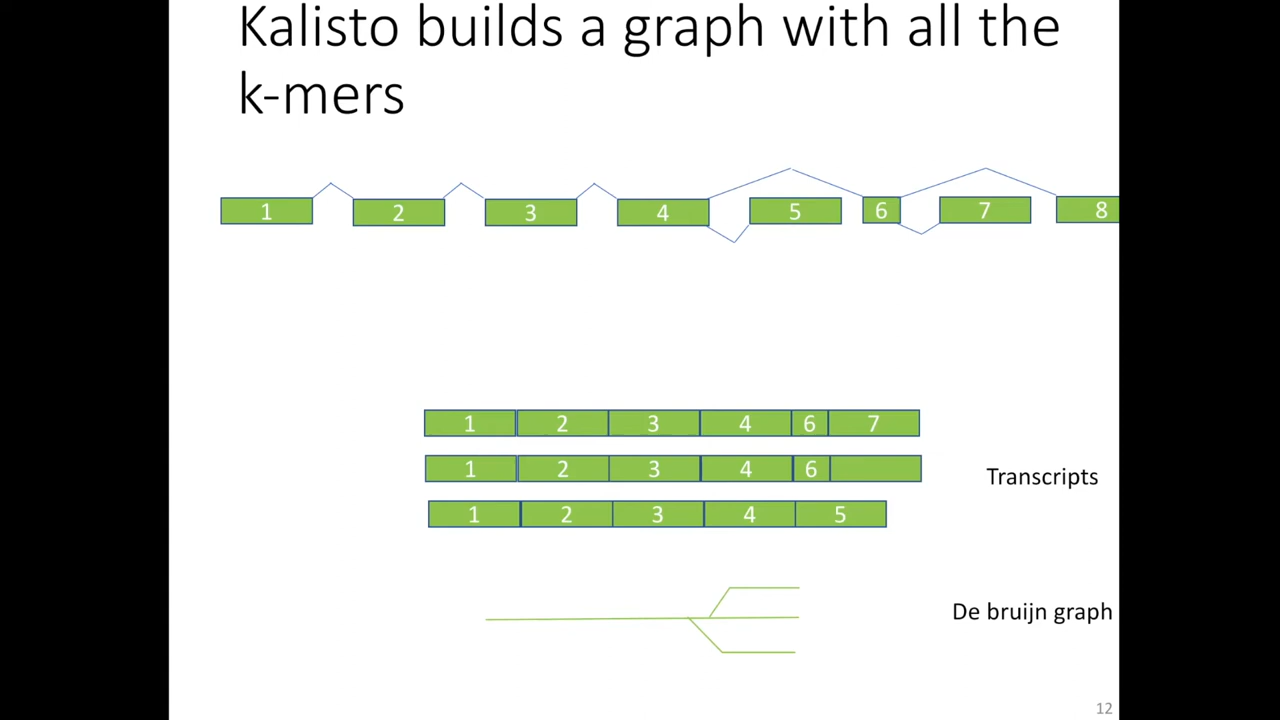 Kalisto builds a graph with all the
k-mers
1 2 3 4 5 6 7 8
1 2 3 4 6 7
1 2 3 4 6
Transcripts
1 2 3 4 5
De bruijn graph
12